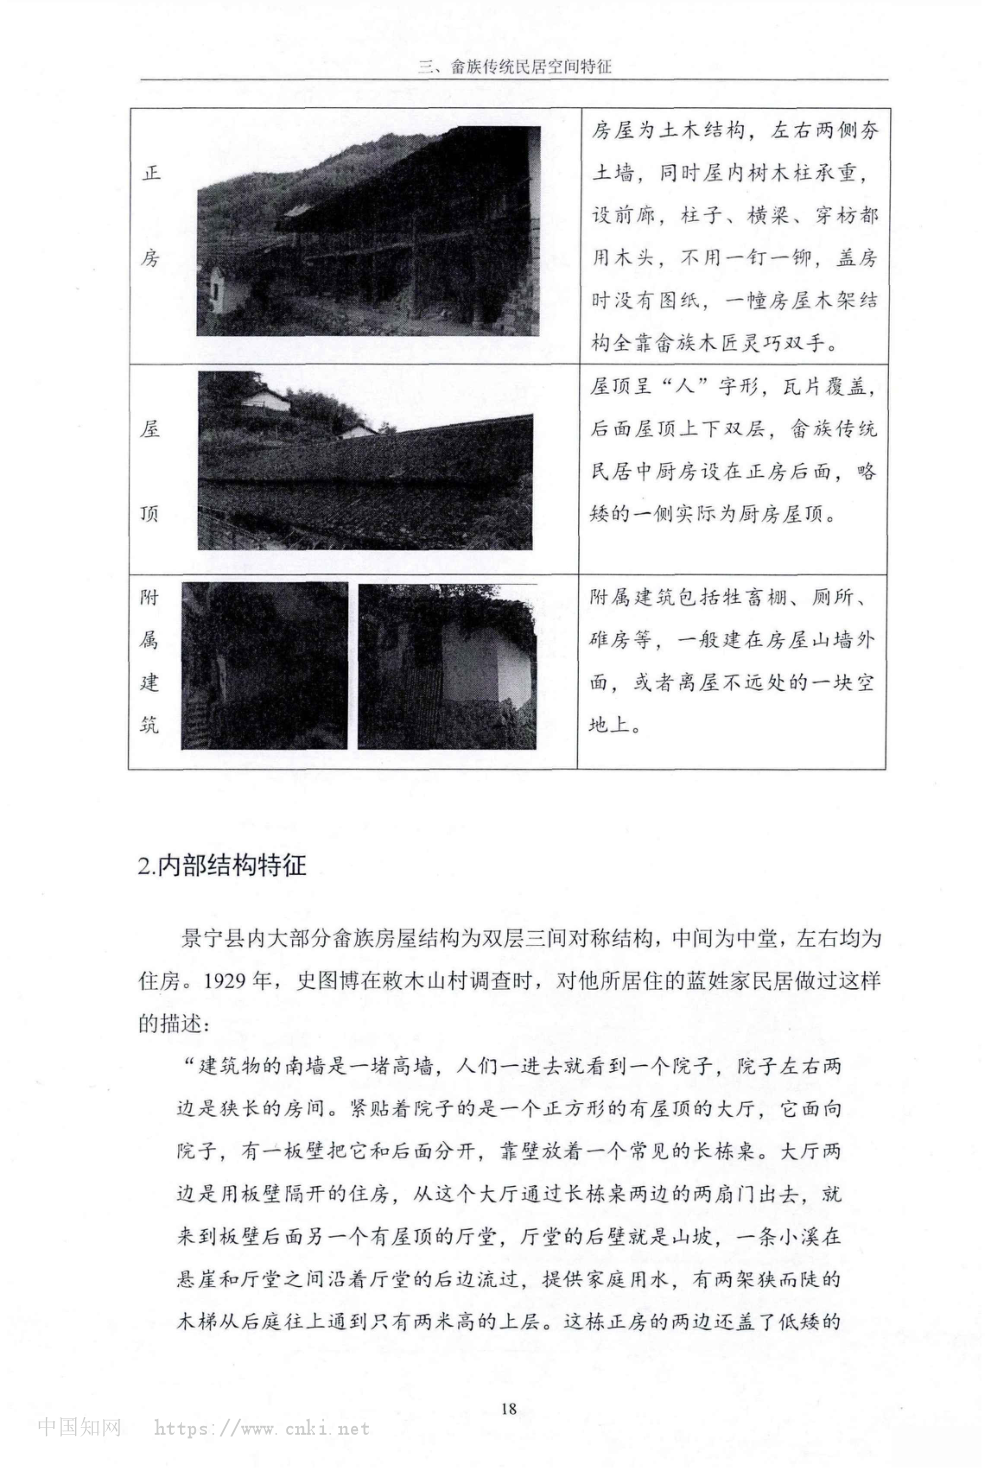 三、畲族传统民居空间特征
正
房
房屋为土木结构，左右两侧夯
土墙，同时屋内树木柱承重，
设前廊，柱子、横梁、穿枋都
用木头，不用一钉一铆，盖房
时没有图纸，一幢房屋木架结
构全靠畲族木匠灵巧双手。
屋
顶
屋顶呈“人”字形，瓦片覆盖，
后面屋顶上下双层，畲族传统
民居中厨房设在正房后面，略
矮的一侧实际为厨房屋顶。
附
属
建
筑
附属建筑包括牲畜棚、厕所、
碓房等，一般建在房屋山墙外
面，或者离屋不远处的一块空
地上。
2.内部结构特征
景宁县内大部分畲族房屋结构为双层三间对称结构，中间为中堂，左右均为
住房。1929 年，史图博在敕木山村调查时，对他所居住的蓝姓家民居做过这样
的描述：
“建筑物的南墙是一堵高墙，人们一进去就看到一个院子，院子左右两
边是狭长的房间。紧贴着院子的是一个正方形的有屋顶的大厅，它面向
院子，有一板壁把它和后面分开，靠壁放着一个常见的长栋桌。大厅两
边是用板壁隔开的住房，从这个大厅通过长栋桌两边的两扇门出去，就
来到板壁后面另一个有屋顶的厅堂，厅堂的后壁就是山坡，一条小溪在
悬崖和厅堂之间沿着厅堂的后边流过，提供家庭用水，有两架狭而陡的
木梯从后庭往上通到只有两米高的上层。这栋正房的两边还盖了低矮的
18
中国知网 https://www.cnki.net